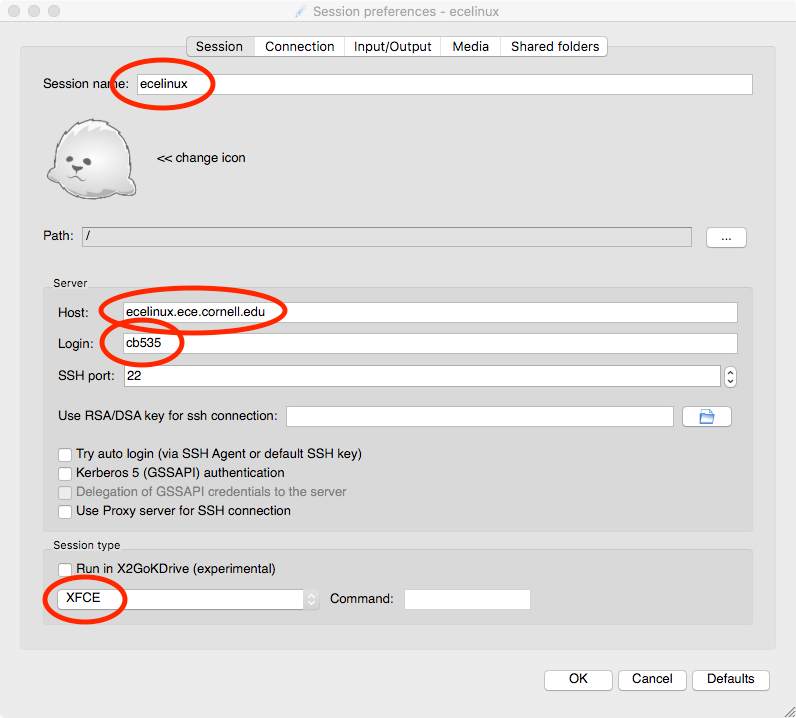 Session preferences - ecelinux
Session Connection Input/Output Media Shared folders
Session name: ecelinux
<< change icon
Path: / ...
Server
Host: ecelinux.ece.cornell.edu
Login: cb535
SSH port: 22
Use RSA/DSA key for ssh connection:
Try auto login (via SSH Agent or default SSH key)
Kerberos 5 (GSSAPI) authentication
Delegation of GSSAPI credentials to the server
Use Proxy server for SSH connection
Session type
Run in X2GoKDrive (experimental)
XFCE Command:
OK Cancel Defaults